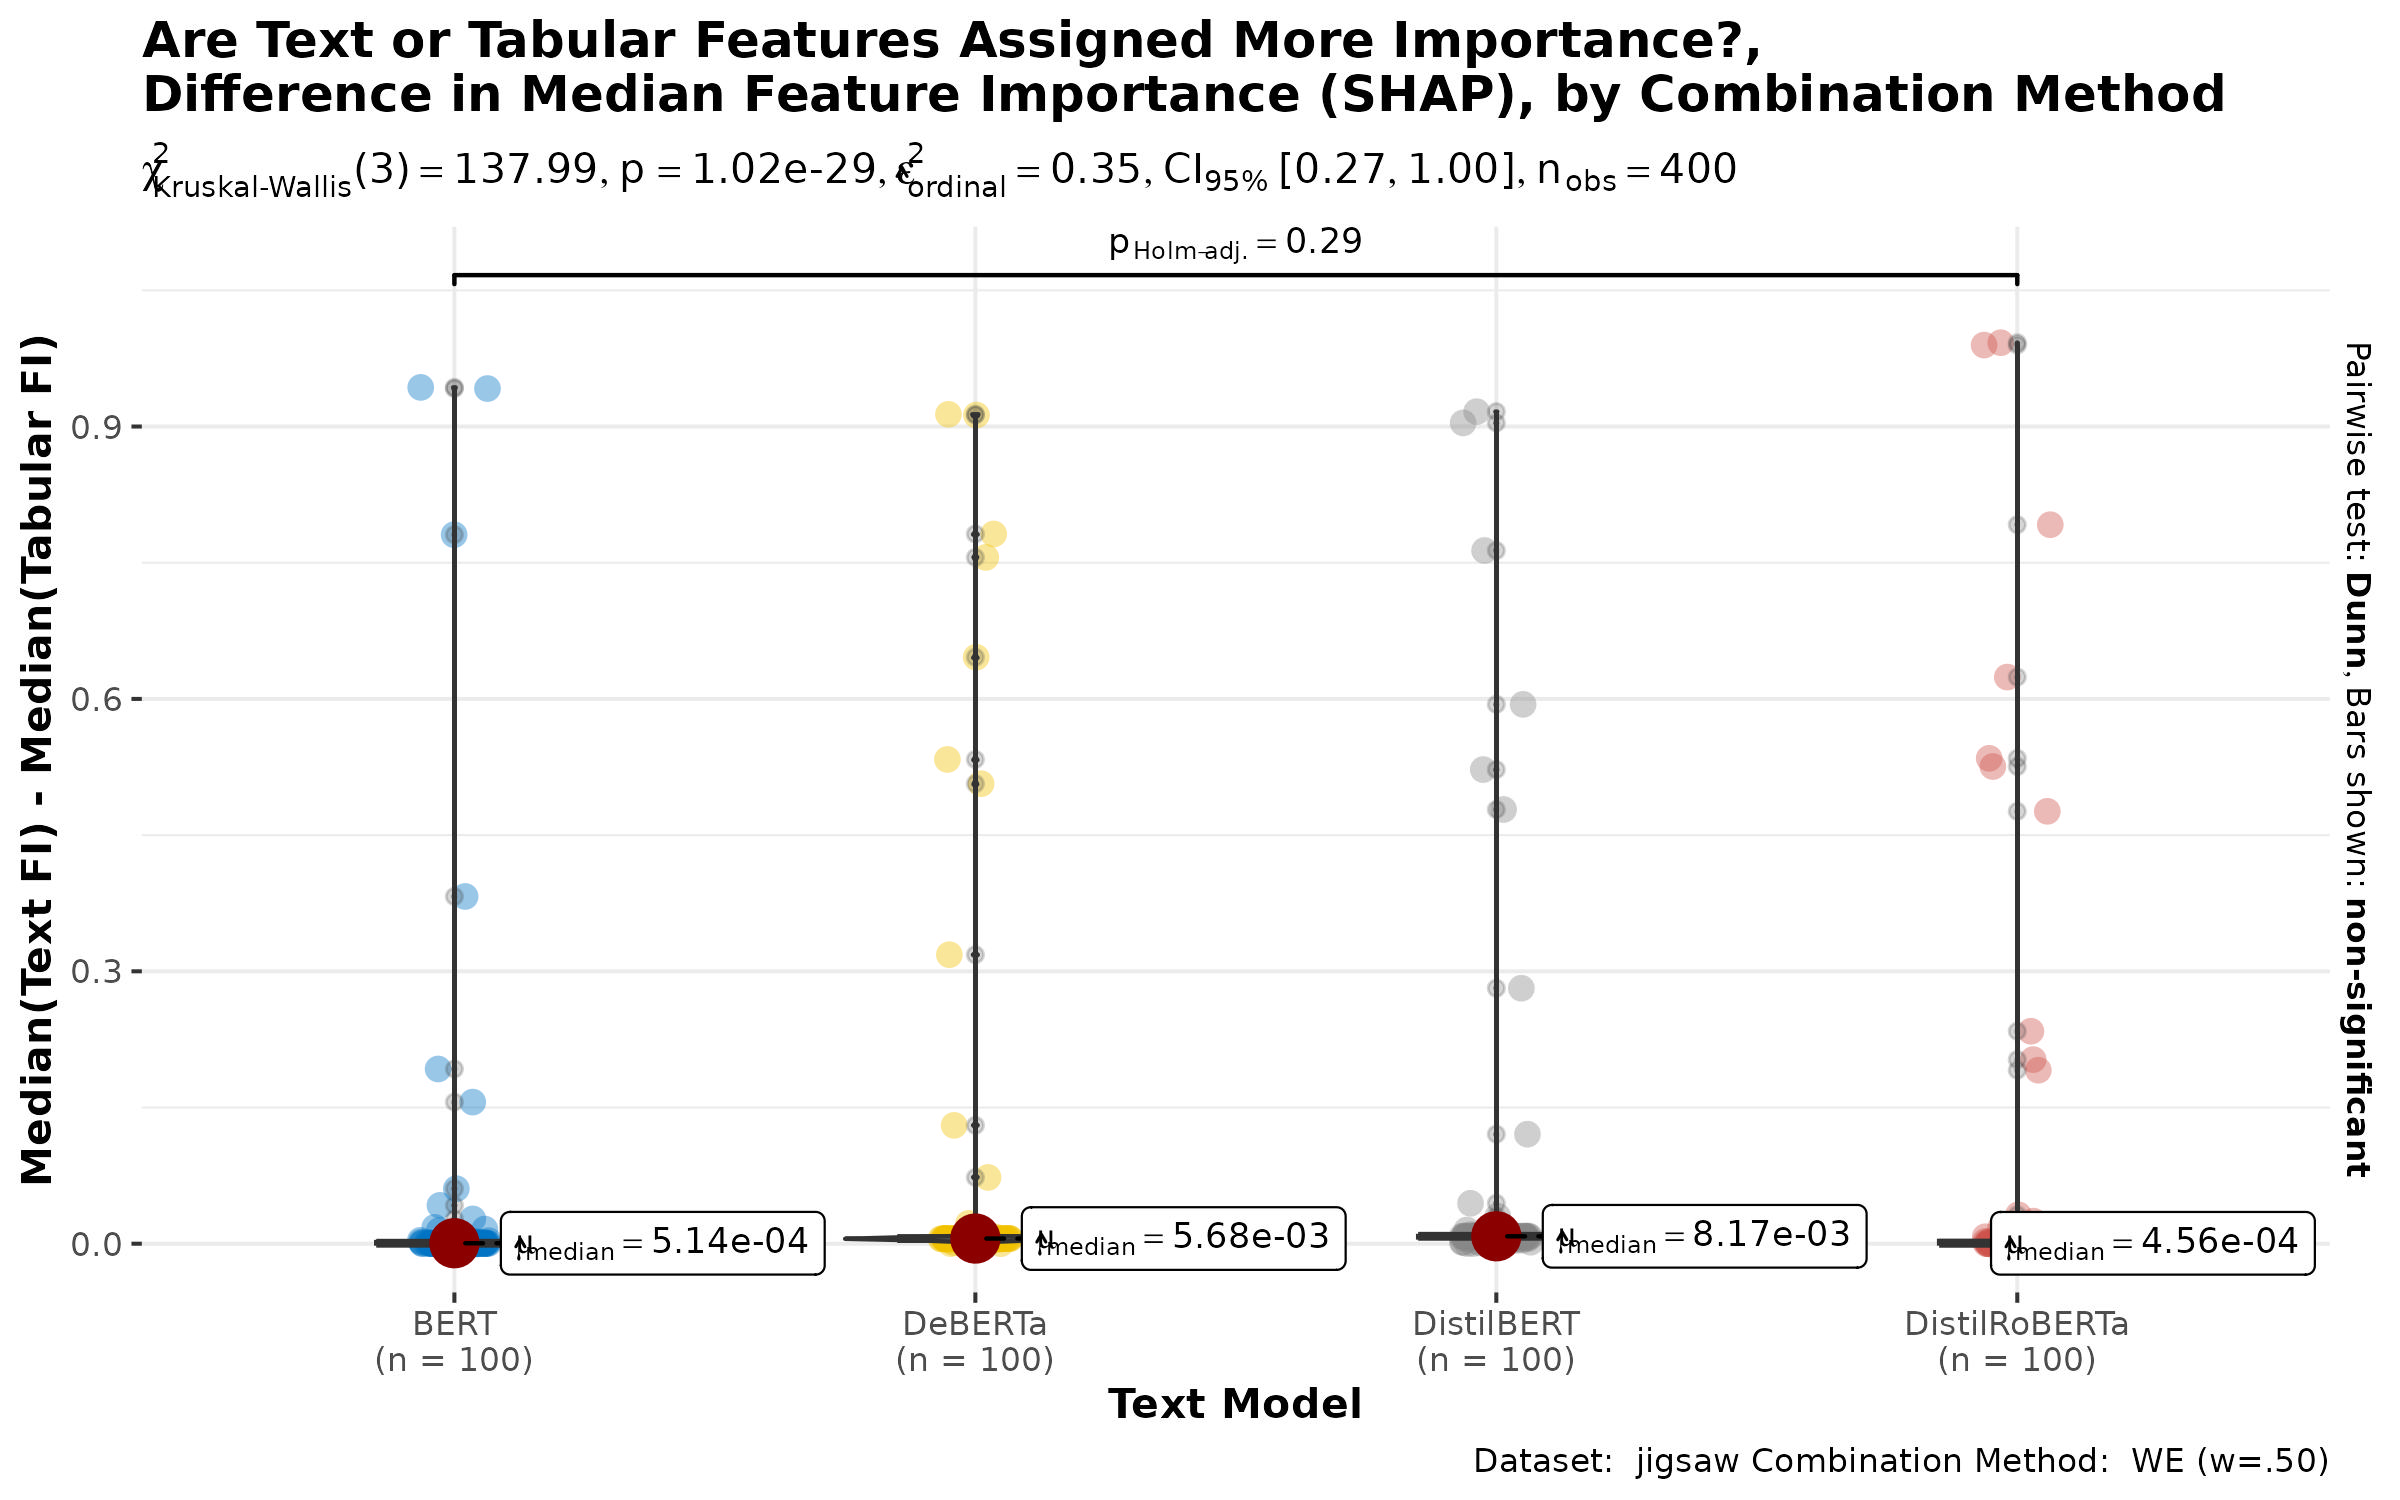 Are Text or Tabular Features Assigned More Importance?,
Difference in Median Feature Importance (SHAP), by Combination Method
χ²Kruskal-Wallis(3) = 137.99, p = 1.02e-29, ε̂²ordinal = 0.35, CI95% [0.27, 1.00], nobs = 400
pHolm-adj. = 0.29
Median(Text FI) - Median(Tabular FI)
0.9
0.6
0.3
0.0
μ̂median = 5.14e-04
μ̂median = 5.68e-03
μ̂median = 8.17e-03
μ̂median = 4.56e-04
Pairwise test: Dunn, Bars shown: non-significant
BERT
(n = 100)
DeBERTa
(n = 100)
DistilBERT
(n = 100)
DistilRoBERTa
(n = 100)
Text Model
Dataset:  jigsaw Combination Method:  WE (w=.50)